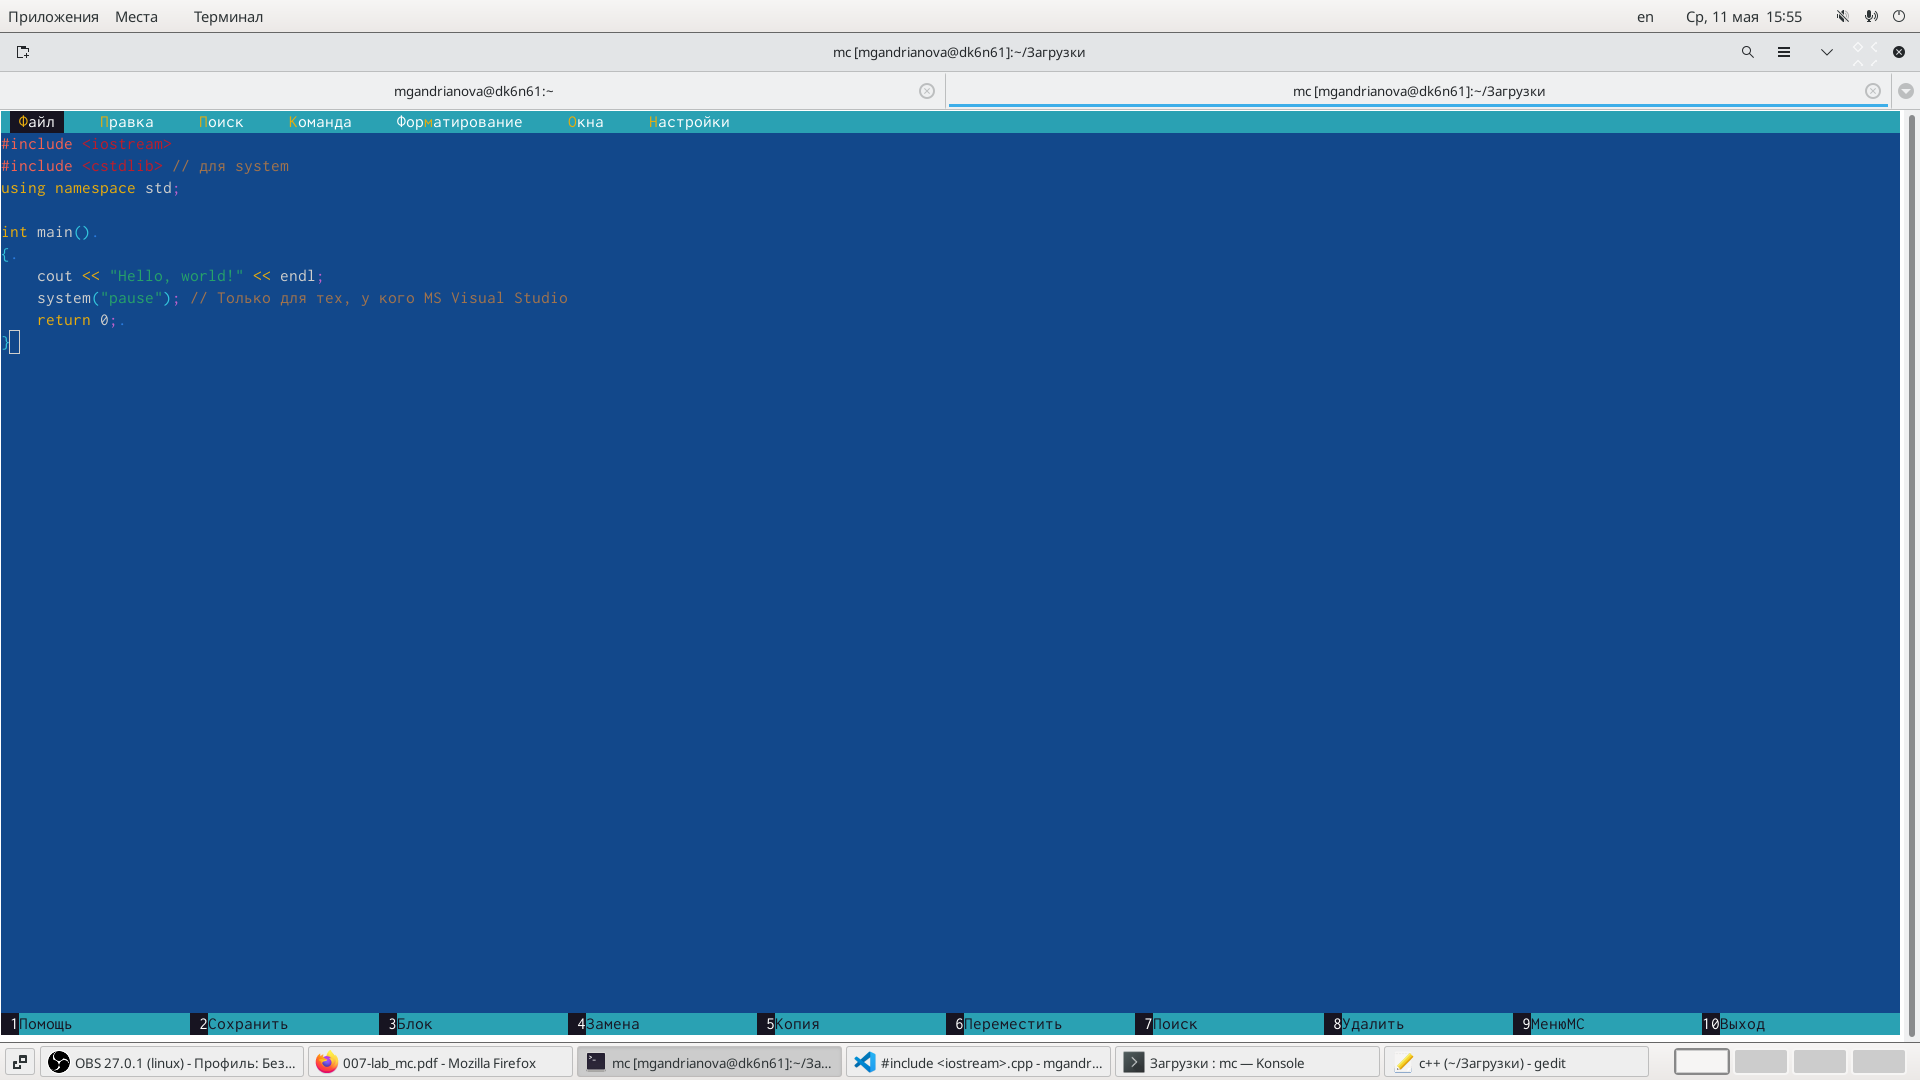 Приложения Места Терминал en Ср, 11 мая 15:55
mc [mgandrianova@dk6n61]:~/Загрузки
mgandrianova@dk6n61:~ mc [mgandrianova@dk6n61]:~/Загрузки
Файл Правка Поиск Команда Форматирование Окна Настройки
#include <iostream>
#include <cstdlib> // для system
using namespace std;
int main().
{.
cout << "Hello, world!" << endl;
system("pause"); // Только для тех, у кого MS Visual Studio
return 0;.
}
1Помощь 2Сохранить 3Блок 4Замена 5Копия 6Переместить 7Поиск 8Удалить 9МенюMC 10Выход
OBS 27.0.1 (linux) - Профиль: Без... 007-lab_mc.pdf - Mozilla Firefox mc [mgandrianova@dk6n61]:~/За... #include <iostream>.cpp - mgandr... Загрузки : mc — Konsole c++ (~/Загрузки) - gedit